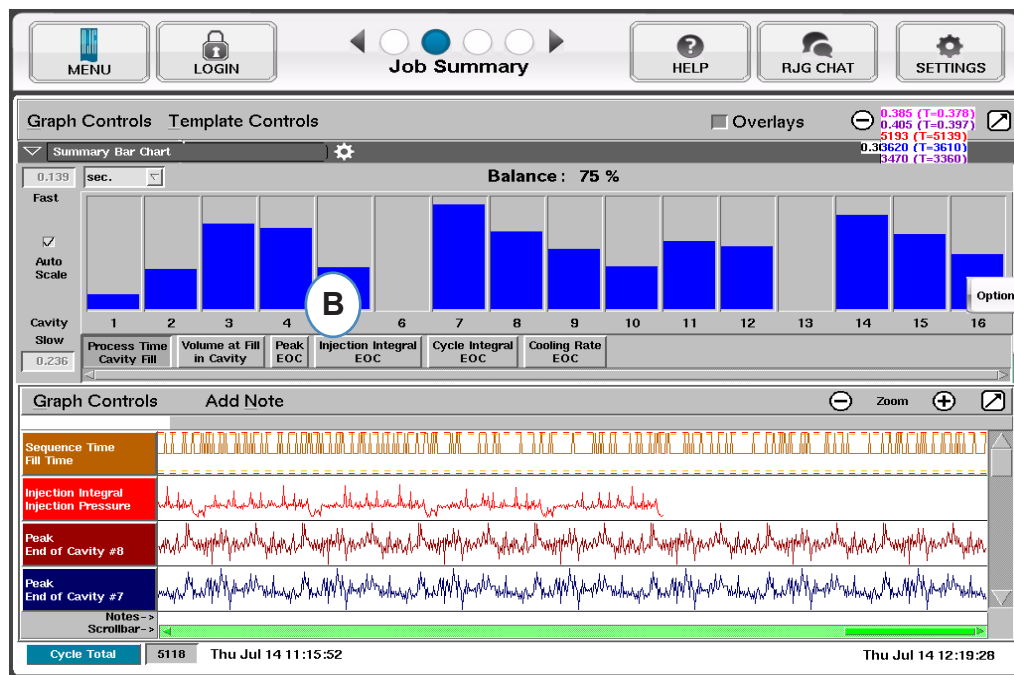 MENU
LOGIN
Job Summary
HELP
RJG CHAT
SETTINGS
Graph Controls Template Controls
Overlays
0.385 (T=0.378)
0.405 (T=0.397)
5193 (T=5139)
3620 (T=3610)
3470 (T=3360)
Summary Bar Chart
0.139 sec.
Balance : 75 %
Fast
Auto
Scale
B
Option
Cavity 1 2 3 4 6 7 8 9 10 11 12 13 14 15 16
Slow
0.236
Process Time
Cavity Fill
Volume at Fill
in Cavity
Peak
EOC
Injection Integral
EOC
Cycle Integral
EOC
Cooling Rate
EOC
Graph Controls Add Note
Zoom
Sequence Time
Fill Time
Injection Integral
Injection Pressure
Peak
End of Cavity #8
Peak
End of Cavity #7
Notes->
Scrollbar->
Cycle Total 5118 Thu Jul 14 11:15:52 Thu Jul 14 12:19:28